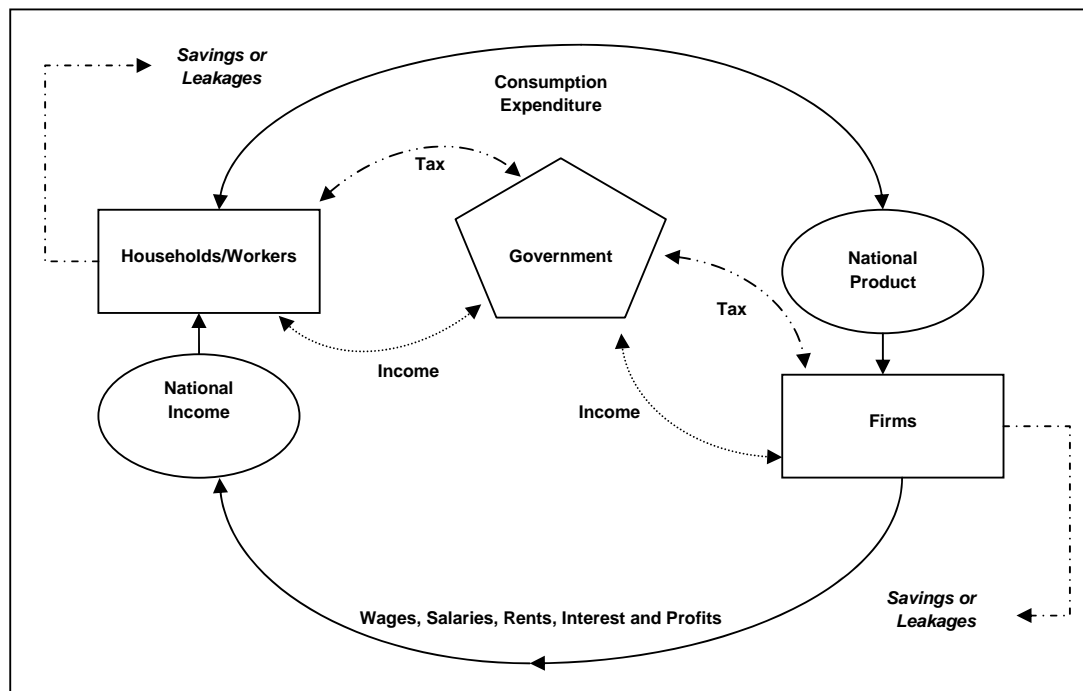 Savings or
Leakages
Consumption
Expenditure
Tax
Households/Workers
Government
National
Product
Tax
Income
National
Income
Income
Firms
Wages, Salaries, Rents, Interest and Profits
Savings or
Leakages